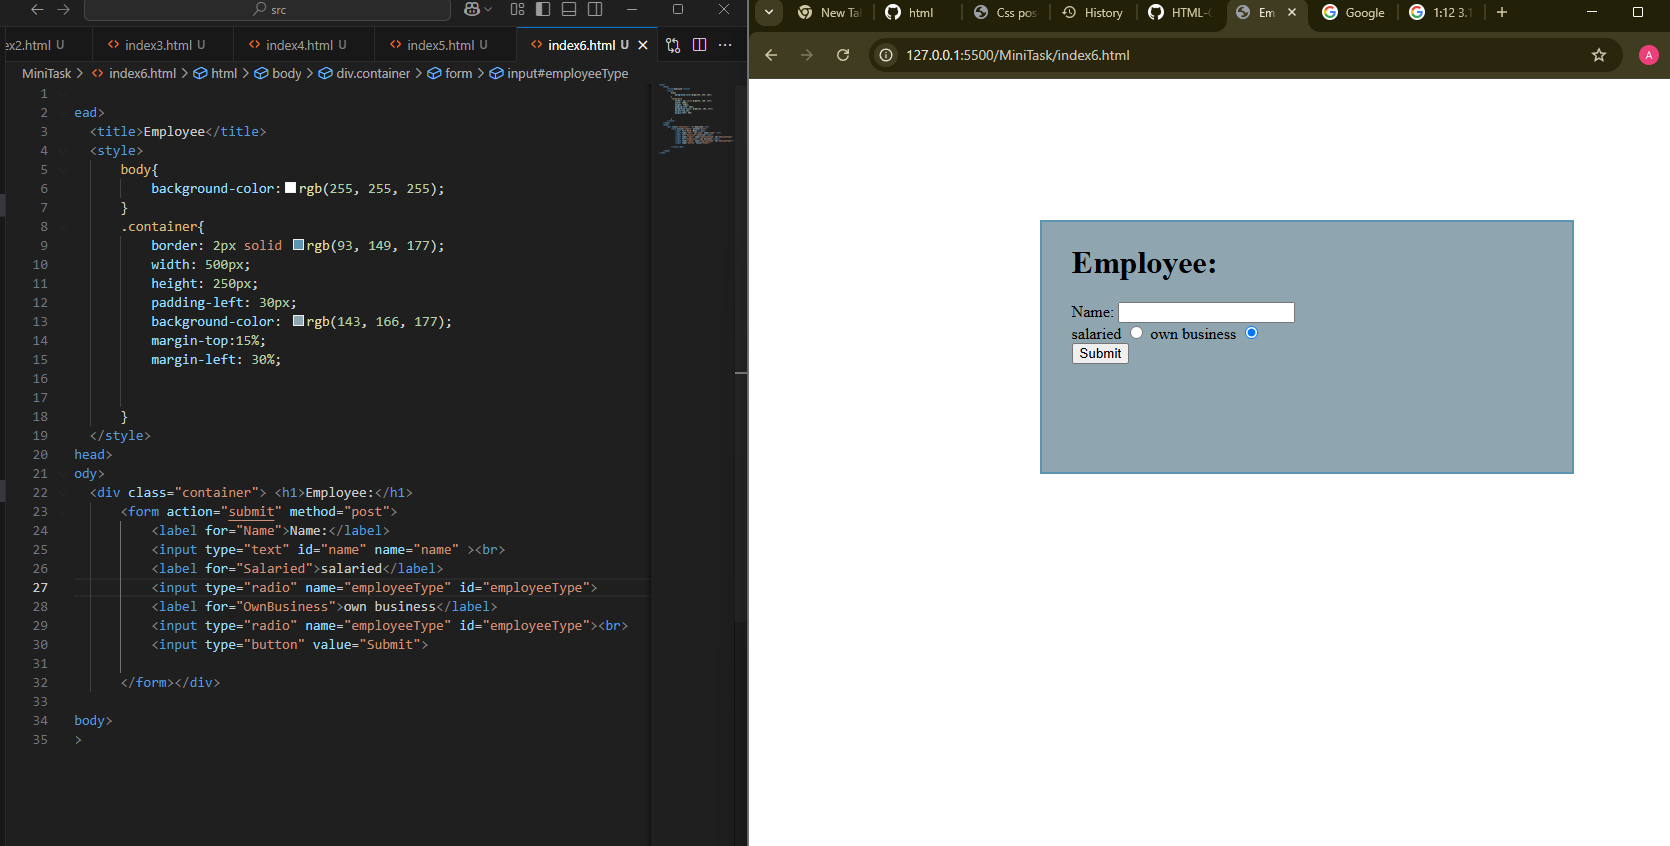 src
ex2.html U
index3.html U
index4.html U
index5.html U
index6.html U
MiniTask > index6.html > html > body > div.container > form > input#employeeType
1
2 ead>
3 <title>Employee</title>
4 <style>
5 body{
6 background-color: rgb(255, 255, 255);
7 }
8 .container{
9 border: 2px solid rgb(93, 149, 177);
10 width: 500px;
11 height: 250px;
12 padding-left: 30px;
13 background-color: rgb(143, 166, 177);
14 margin-top:15%;
15 margin-left: 30%;
16
17
18 }
19 </style>
20 head>
21 ody>
22 <div class="container"> <h1>Employee:</h1>
23 <form action="submit" method="post">
24 <label for="Name">Name:</label>
25 <input type="text" id="name" name="name" ><br>
26 <label for="Salaried">salaried</label>
27 <input type="radio" name="employeeType" id="employeeType">
28 <label for="OwnBusiness">own business</label>
29 <input type="radio" name="employeeType" id="employeeType"><br>
30 <input type="button" value="Submit">
31
32 </form></div>
33
34 body>
35 >
New Ta
html
Css pos
History
HTML-
Em
Google
1:12 3.1
127.0.0.1:5500/MiniTask/index6.html
A
Employee:
Name:
salaried own business
Submit